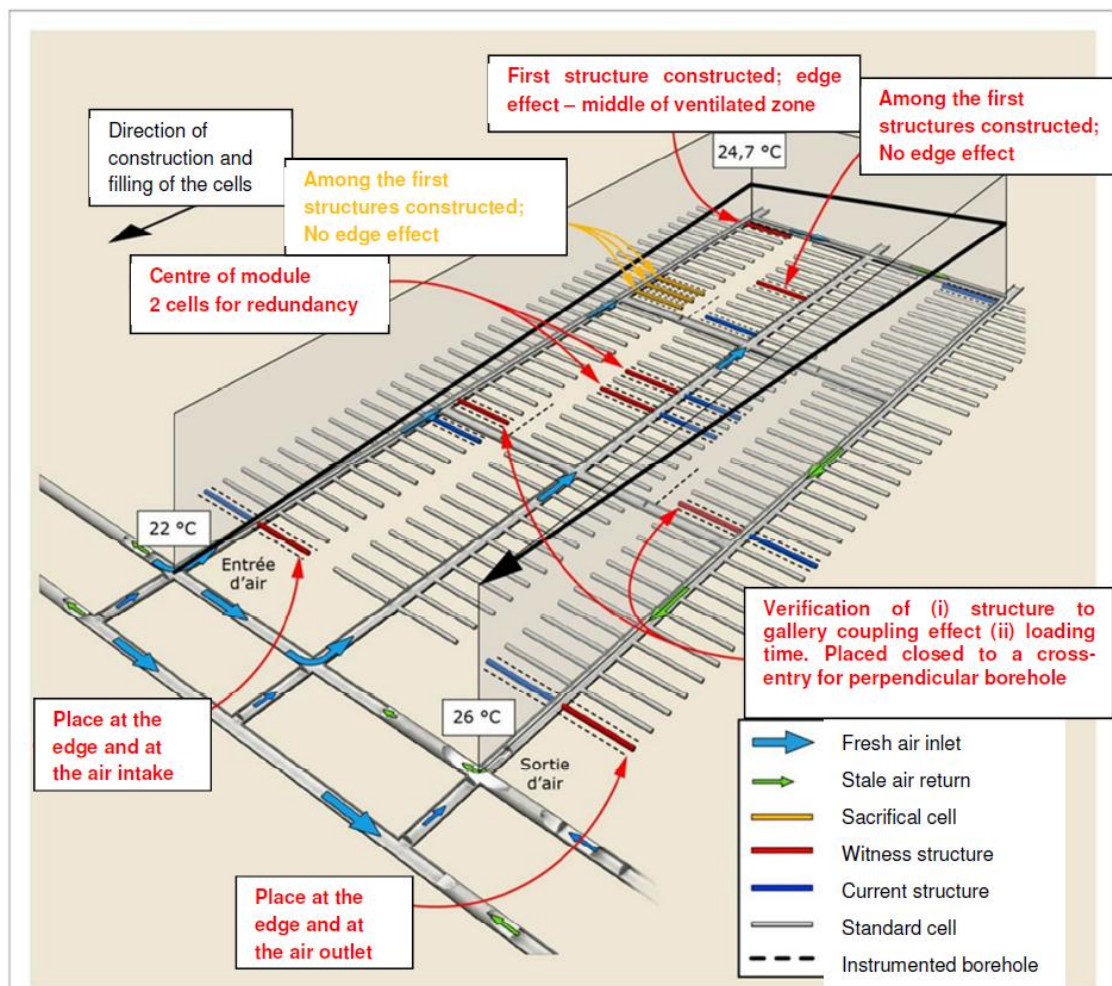 First structure constructed; edge
effect – middle of ventilated zone
Among the first
structures constructed;
No edge effect
Direction of
construction and
filling of the cells
24,7 °C
Among the first
structures constructed;
No edge effect
Centre of module
2 cells for redundancy
22 °C
Entrée
d'air
Verification of (i) structure to
gallery coupling effect (ii) loading
time. Placed closed to a cross-
entry for perpendicular borehole
Place at the
edge and at
the air intake
26 °C
Sortie
d'air
Place at the
edge and at
the air outlet
Fresh air inlet
Stale air return
Sacrifical cell
Witness structure
Current structure
Standard cell
Instrumented borehole